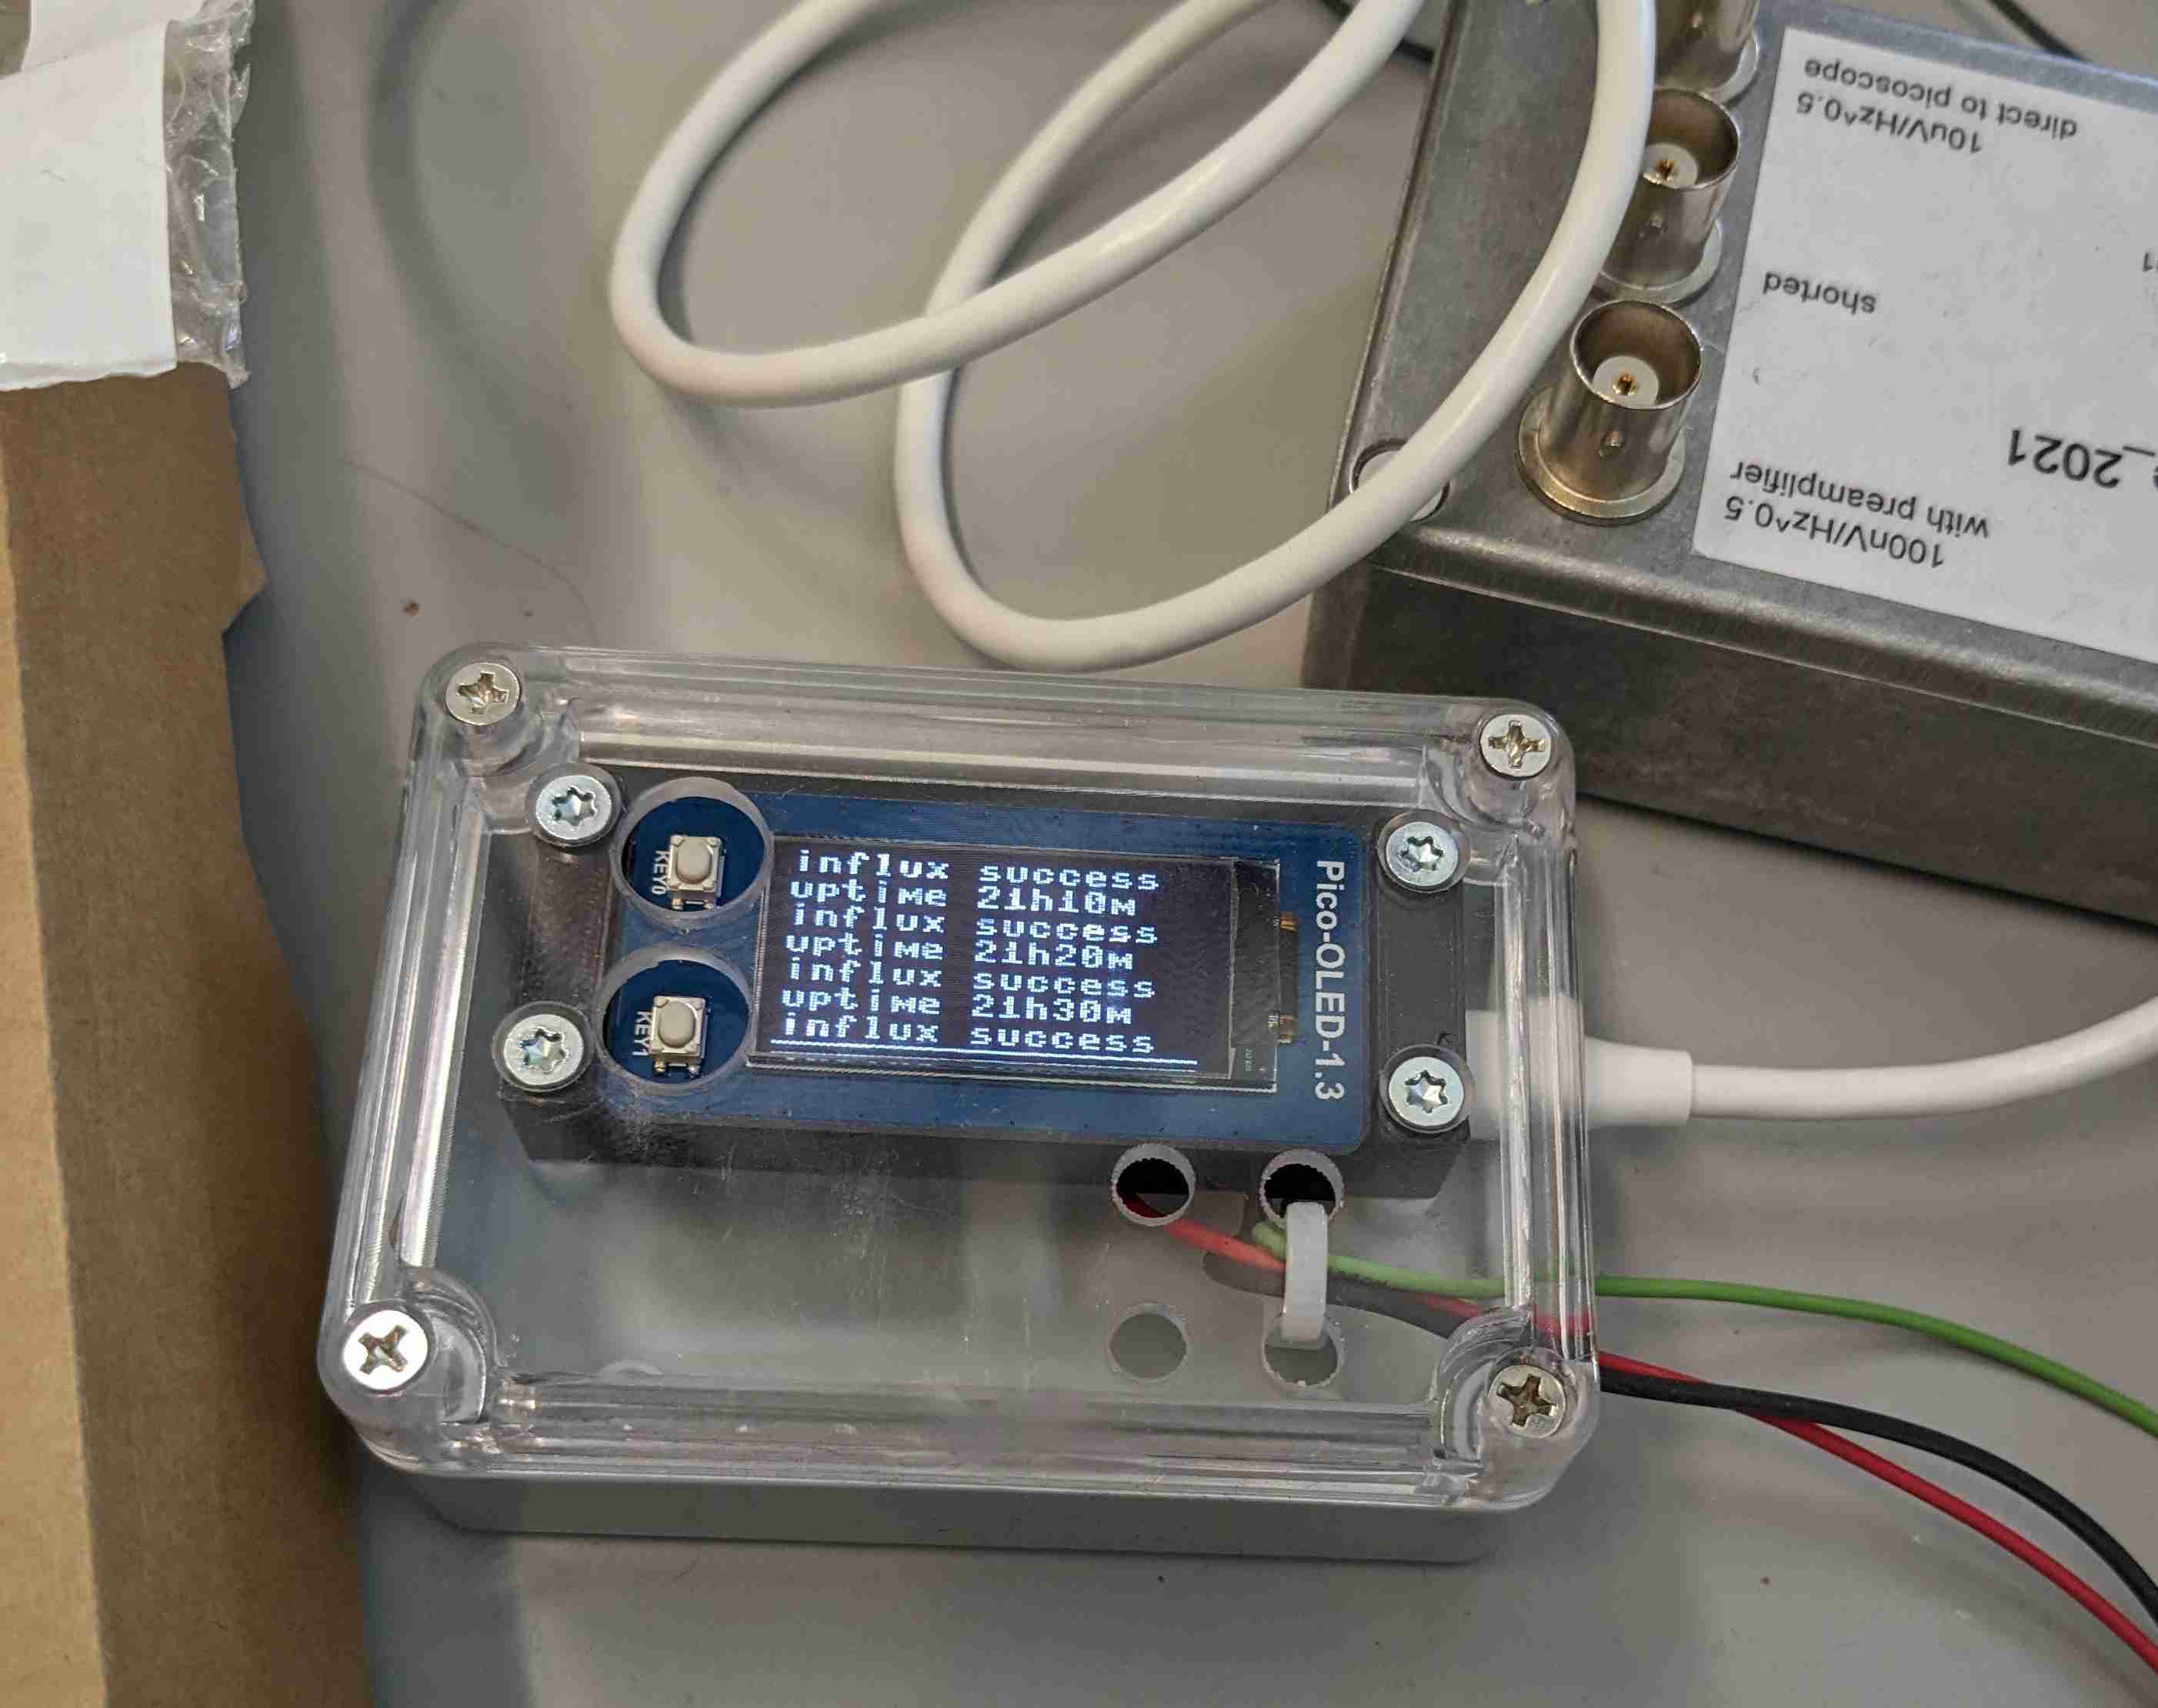 direct to picoscope
10uV/Hz^0.5
shorted
_2021
with preamplifier
100nV/Hz^0.5
KEY0
KEY1
influx success
uptime 21h10m
influx success
uptime 21h20m
influx success
uptime 21h30m
influx success
Pico-OLED-1.3